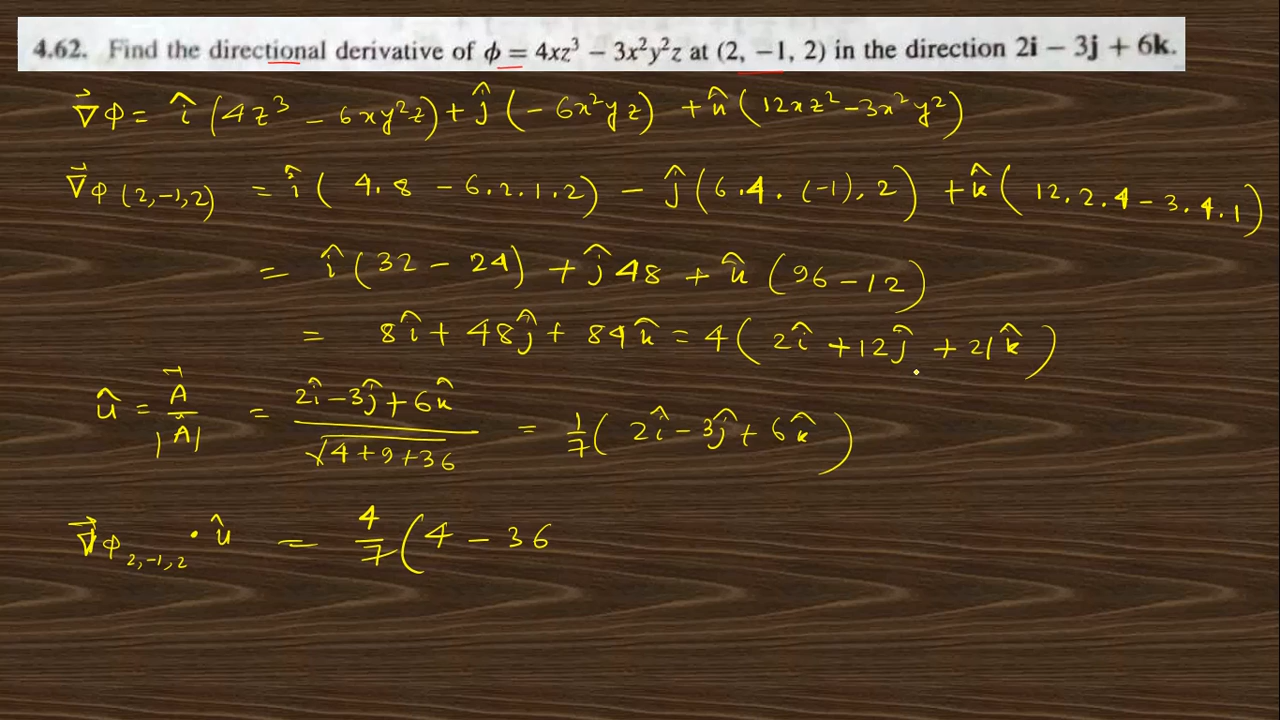 4.62. Find the directional derivative of ϕ = 4xz³ − 3x²y²z at (2, −1, 2) in the direction 2i − 3j + 6k.
∇⃗φ = î (4z³ − 6xy²z) + ĵ (−6x²yz) + k̂ (12xz² − 3x²y²)
∇⃗φ (2,−1,2) = î (4.8 − 6.2.1.2) − ĵ (6.4.(−1).2) + k̂ (12.2.4 − 3.4.1)
= î (32 − 24) + ĵ 48 + k̂ (96 − 12)
= 8î + 48ĵ + 84k̂ = 4 (2î + 12ĵ + 21k̂)
û = A⃗ / |A⃗| = (2î − 3ĵ + 6k̂) / √4+9+36 = 1/7 (2î − 3ĵ + 6k̂)
∇⃗φ 2,−1,2 · û = 4/7 (4 − 36